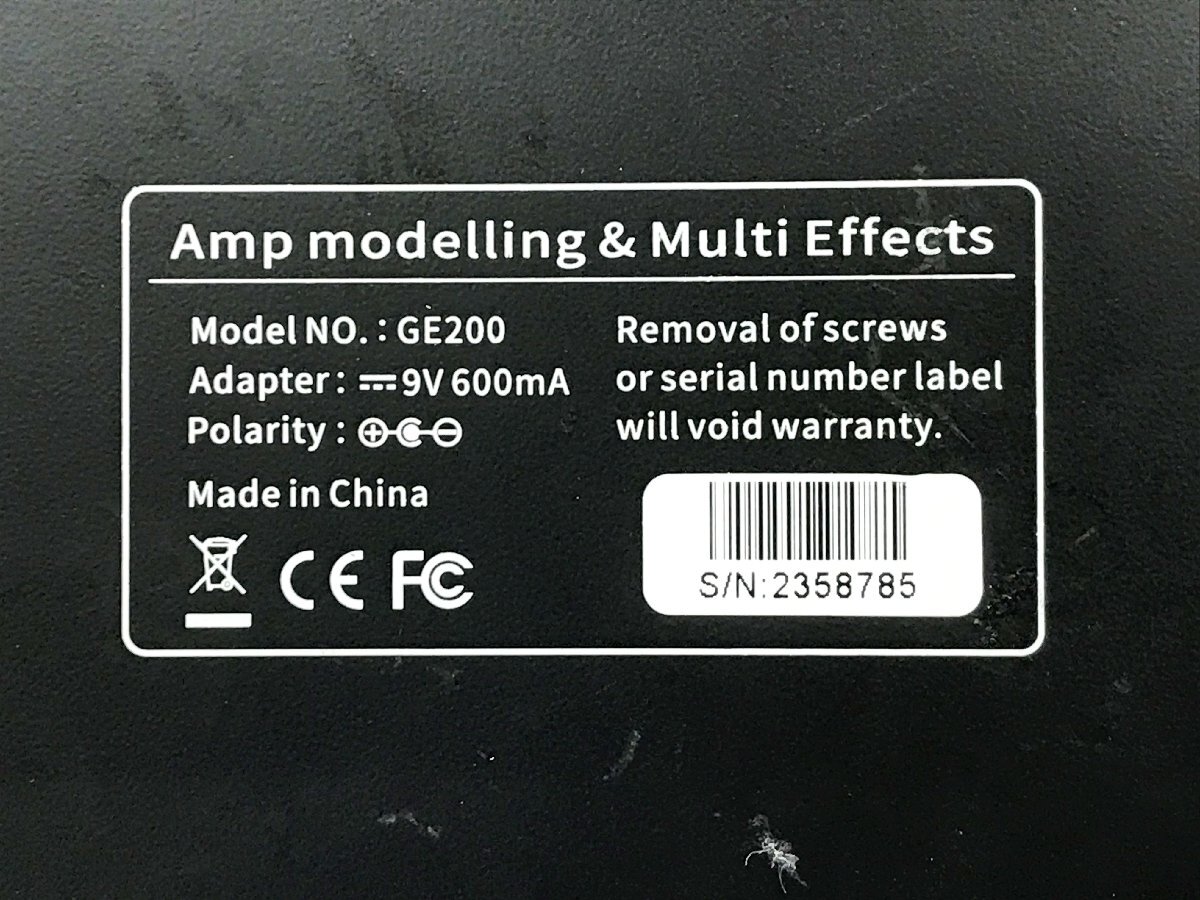 Amp modelling & Multi Effects
Model NO. : GE200
Adapter : ⎓ 9V 600mA
Polarity :
Made in China
CE FC
Removal of screws
or serial number label
will void warranty.
S/N:2358785